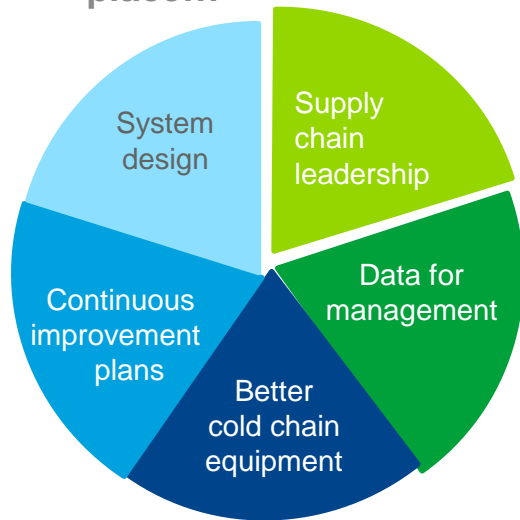 System
design
Supply
chain
leadership
Data for
management
Continuous
improvement
plans
Better
cold chain
equipment